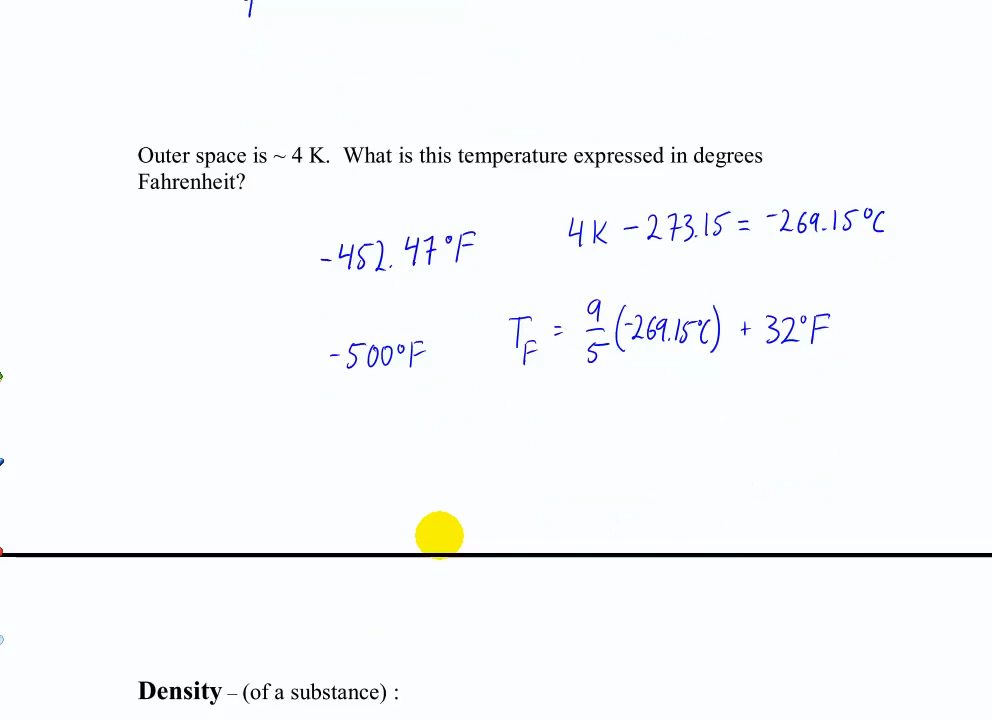 Outer space is ~ 4 K. What is this temperature expressed in degrees
Fahrenheit?
4K - 273.15 = -269.15°C
-452.47°F
T_F = 9/5 (-269.15°C) + 32°F
-500°F
Density – (of a substance) :